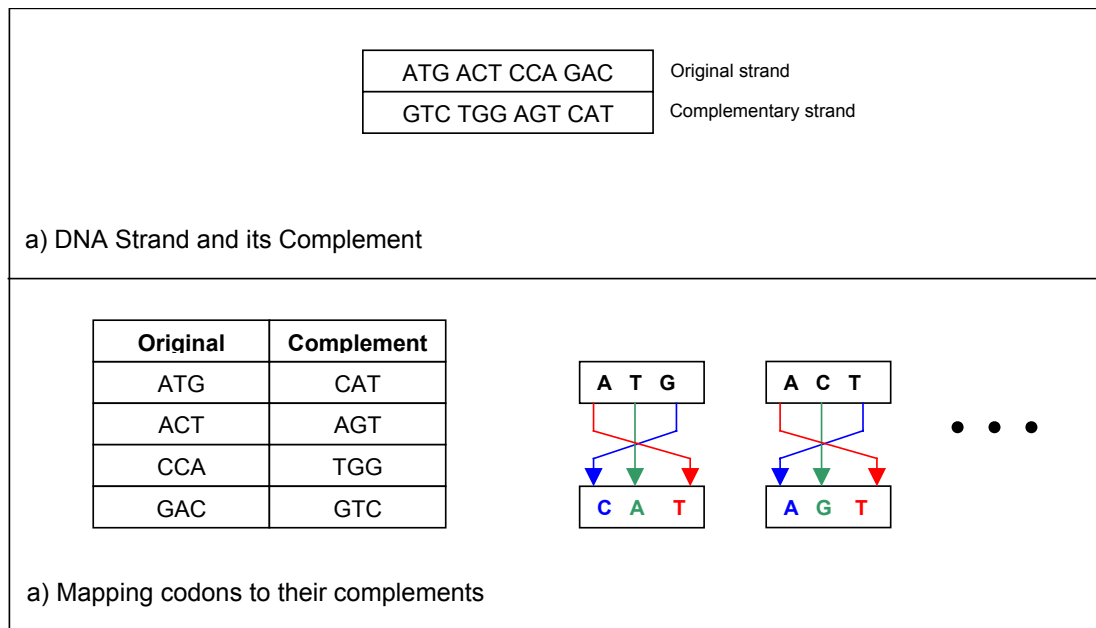 ATG ACT CCA GAC Original strand
GTC TGG AGT CAT Complementary strand
a) DNA Strand and its Complement
Original Complement
ATG CAT
ACT AGT
CCA TGG
GAC GTC
A T G A C T
C A T A G T
a) Mapping codons to their complements